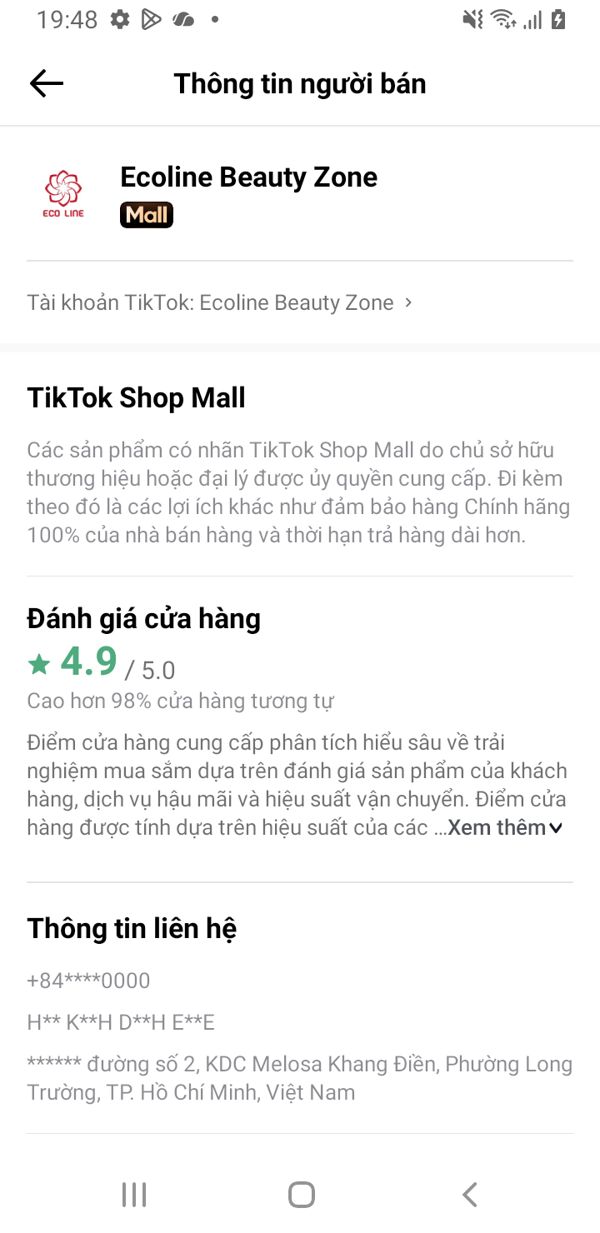 19:48
Thông tin người bán
ECO LINE
Ecoline Beauty Zone
Mall
Tài khoản TikTok: Ecoline Beauty Zone
TikTok Shop Mall
Các sản phẩm có nhãn TikTok Shop Mall do chủ sở hữu
thương hiệu hoặc đại lý được ủy quyền cung cấp. Đi kèm
theo đó là các lợi ích khác như đảm bảo hàng Chính hãng
100% của nhà bán hàng và thời hạn trả hàng dài hơn.
Đánh giá cửa hàng
4.9 / 5.0
Cao hơn 98% cửa hàng tương tự
Điểm cửa hàng cung cấp phân tích hiểu sâu về trải
nghiệm mua sắm dựa trên đánh giá sản phẩm của khách
hàng, dịch vụ hậu mãi và hiệu suất vận chuyển. Điểm cửa
hàng được tính dựa trên hiệu suất của các ...Xem thêm
Thông tin liên hệ
+84****0000
H** K**H D**H E**E
****** đường số 2, KDC Melosa Khang Điền, Phường Long
Trường, TP. Hồ Chí Minh, Việt Nam